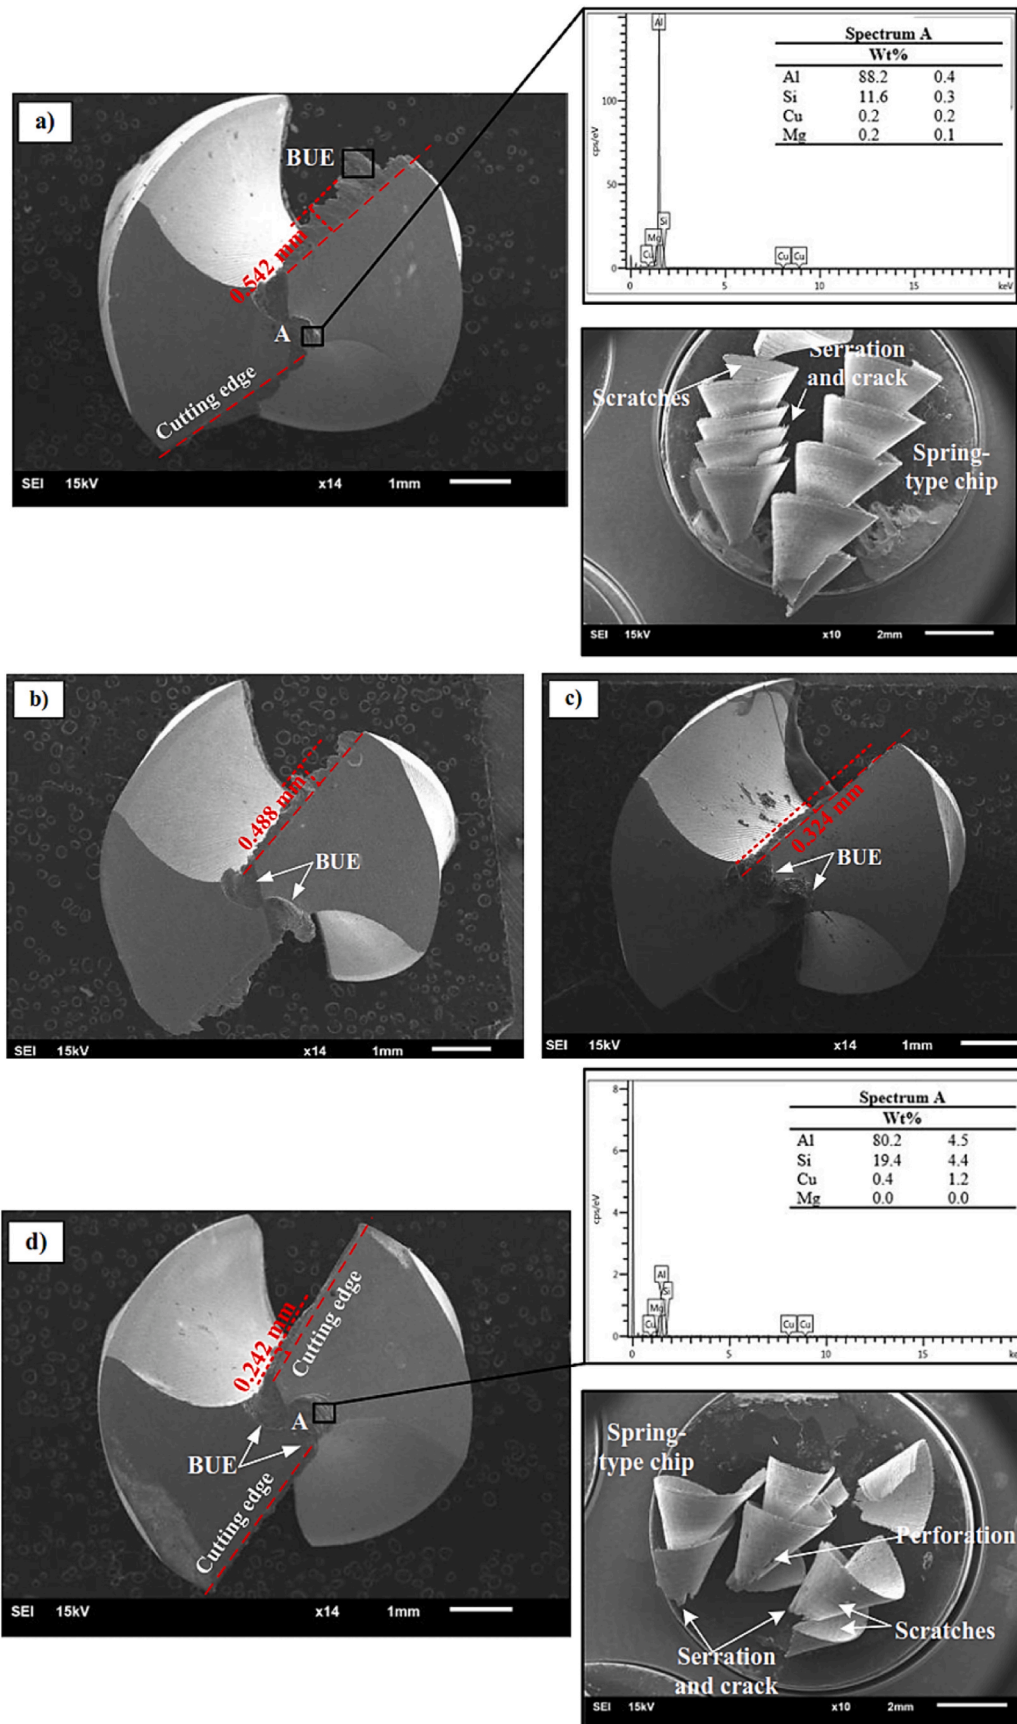 a)
BUE
0.542 mm
A
Cutting edge
SEI 15kV x14 1mm
Spectrum A
Wt%
Al 88.2 0.4
Si 11.6 0.3
Cu 0.2 0.2
Mg 0.2 0.1
cps/eV
100
50
0
Al
Si
Mg
Cu
Cu Cu
0 5 10 15 keV
Serration
and crack
Scratches
Spring-
type chip
SEI 15kV x10 2mm
b)
0.488 mm
BUE
SEI 15kV x14 1mm
c)
0.324 mm
BUE
SEI 15kV x14 1mm
d)
0.242 mm
Cutting edge
A
BUE
Cutting edge
SEI 15kV x14 1mm
Spectrum A
Wt%
Al 80.2 4.5
Si 19.4 4.4
Cu 0.4 1.2
Mg 0.0 0.0
cps/eV
8
6
4
2
0
Al
Si
Mg
Cu
Cu Cu
0 5 10 15 ke
Spring-
type chip
Perforation
Scratches
Serration
and crack
SEI 15kV x10 2mm